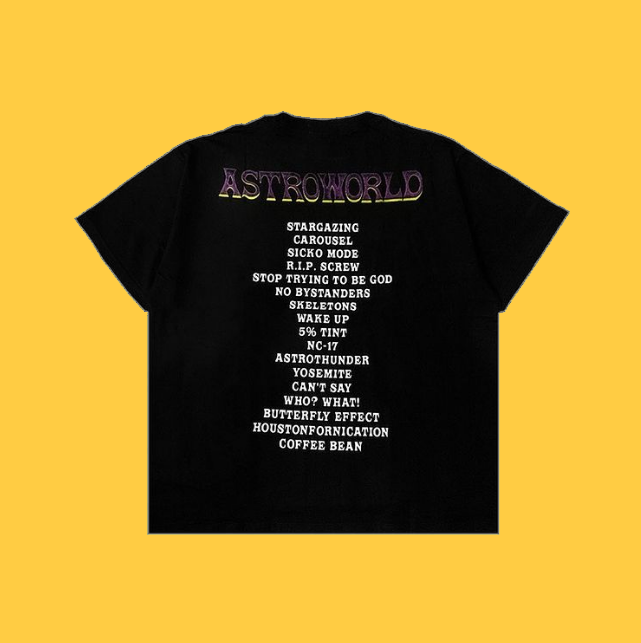 ASTROWORLD
STARGAZING
CAROUSEL
SICKO MODE
R.I.P. SCREW
STOP TRYING TO BE GOD
NO BYSTANDERS
SKELETONS
WAKE UP
5% TINT
NC-17
ASTROTHUNDER
YOSEMITE
CAN'T SAY
WHO? WHAT!
BUTTERFLY EFFECT
HOUSTONFORNICATION
COFFEE BEAN